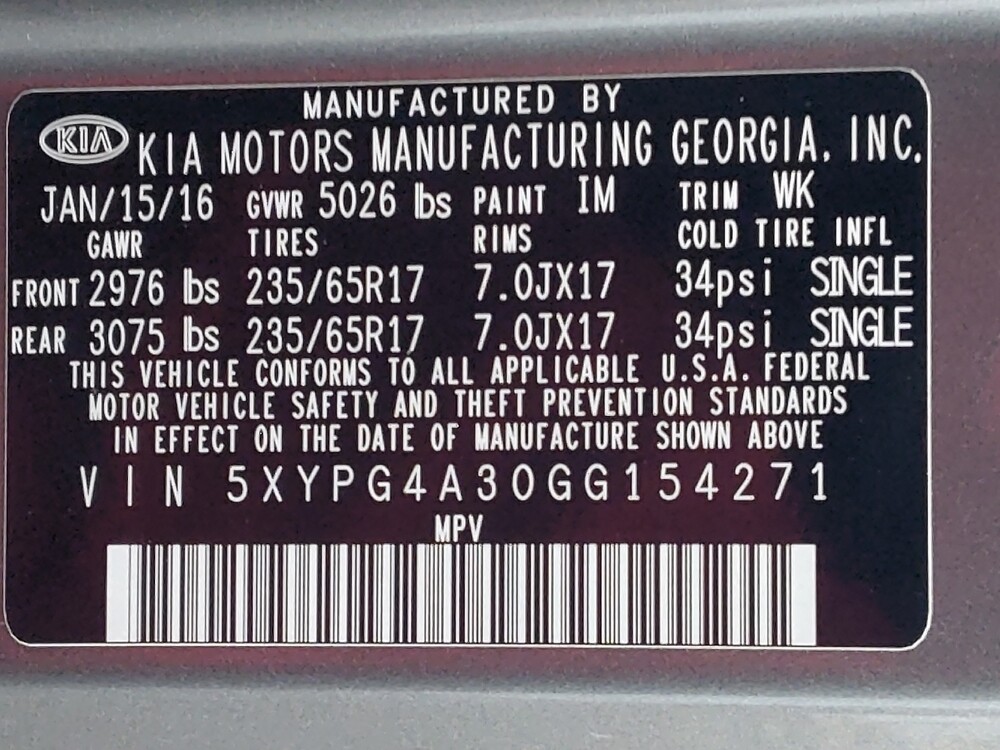 MANUFACTURED BY
KIA KIA MOTORS MANUFACTURING GEORGIA, INC.
JAN/15/16 GVWR 5026 lbs PAINT IM TRIM WK
GAWR TIRES RIMS COLD TIRE INFL
FRONT 2976 lbs 235/65R17 7.0JX17 34psi SINGLE
REAR 3075 lbs 235/65R17 7.0JX17 34psi SINGLE
THIS VEHICLE CONFORMS TO ALL APPLICABLE U.S.A. FEDERAL
MOTOR VEHICLE SAFETY AND THEFT PREVENTION STANDARDS
IN EFFECT ON THE DATE OF MANUFACTURE SHOWN ABOVE
VIN 5XYPG4A30GG154271
MPV